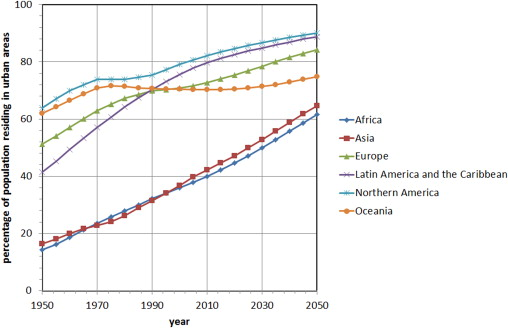 percentage of population residing in urban areas
100
80
60
40
20
0
1950
1970
1990
2010
2030
2050
year
Africa
Asia
Europe
Latin America and the Caribbean
Northern America
Oceania